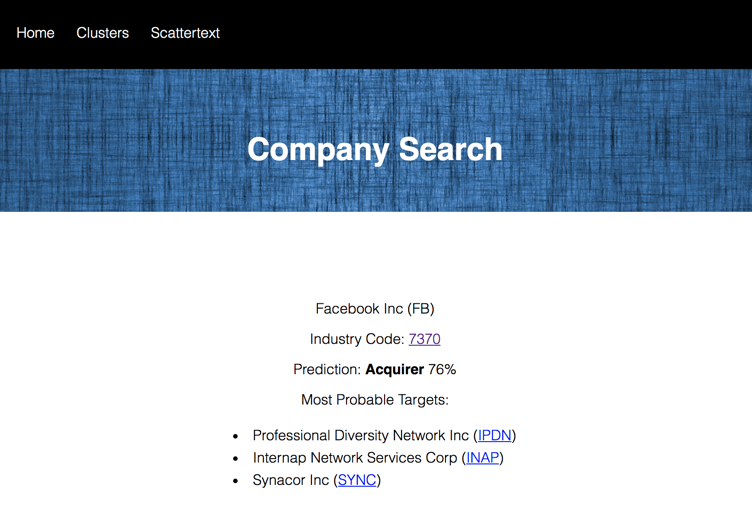 Home Clusters Scattertext
Company Search
Facebook Inc (FB)
Industry Code: 7370
Prediction: Acquirer 76%
Most Probable Targets:
• Professional Diversity Network Inc (IPDN)
• Internap Network Services Corp (INAP)
• Synacor Inc (SYNC)